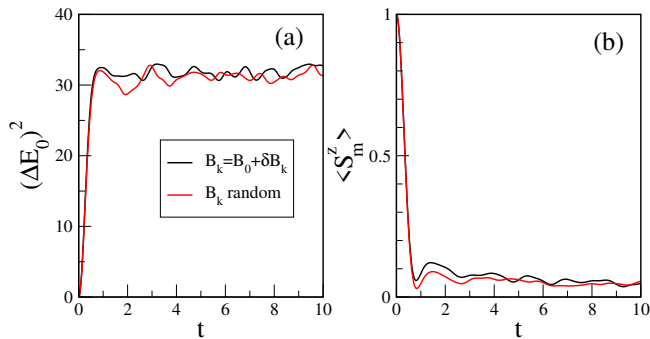 (a)
40
30
20
10
0
(ΔE₀)²
B_k=B_0+δB_k
B_k random
0 2 4 6 8 10
t
(b)
1
0.5
0
<S_m^z>
0 2 4 6 8 10
t